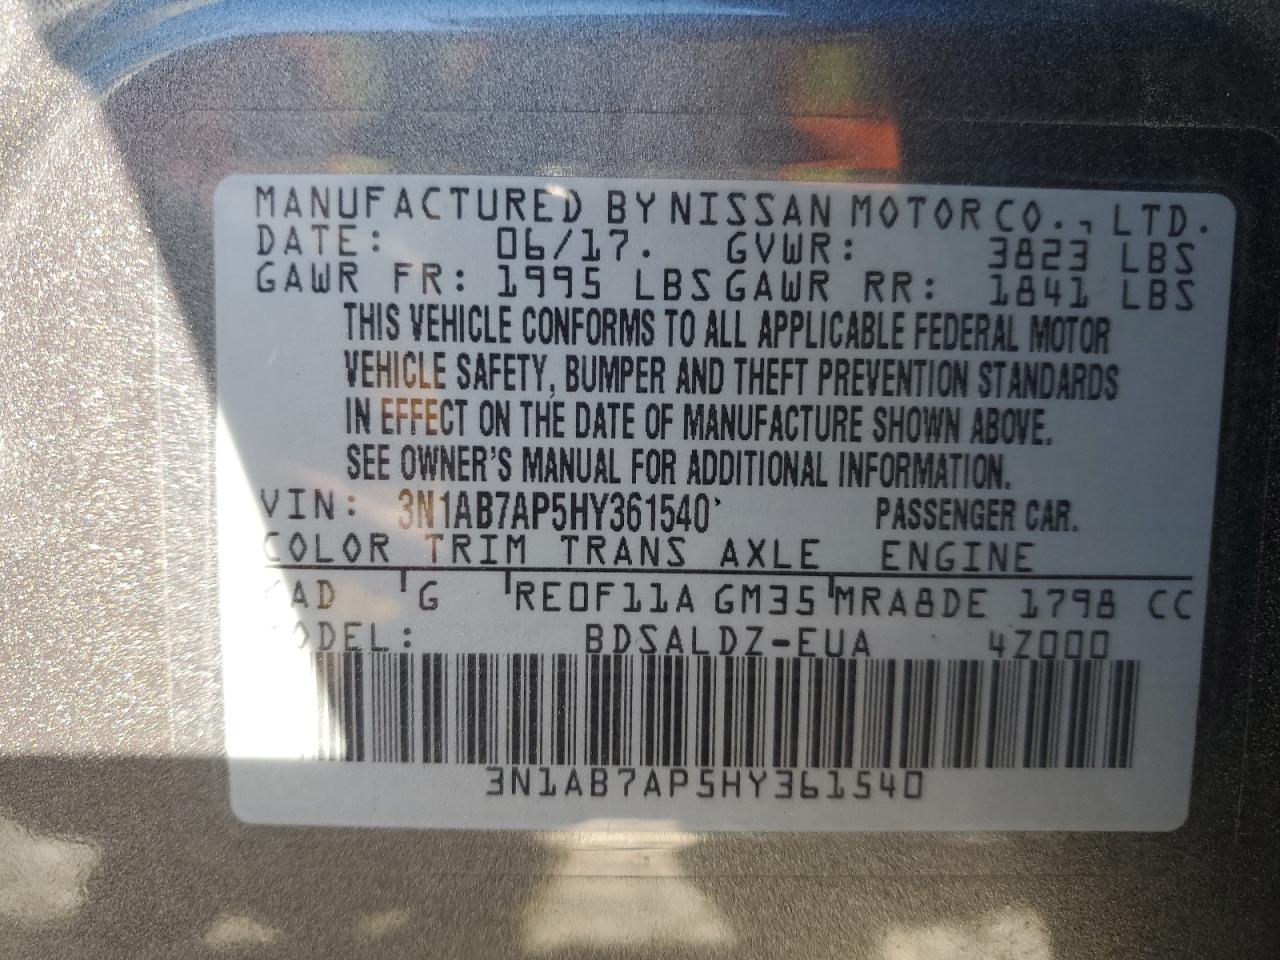 MANUFACTURED BY NISSAN MOTOR CO., LTD.
DATE: 06/17. GVWR: 3823 LBS
GAWR FR: 1995 LBS GAWR RR: 1841 LBS
THIS VEHICLE CONFORMS TO ALL APPLICABLE FEDERAL MOTOR
VEHICLE SAFETY, BUMPER AND THEFT PREVENTION STANDARDS
IN EFFECT ON THE DATE OF MANUFACTURE SHOWN ABOVE.
SEE OWNER'S MANUAL FOR ADDITIONAL INFORMATION.
VIN: 3N1AB7AP5HY361540 PASSENGER CAR.
COLOR TRIM TRANS AXLE ENGINE
G RE0F11A GM35 MRA8DE 1798 CC
MODEL: BDSALDZ-EUA 4Z000
3N1AB7AP5HY361540